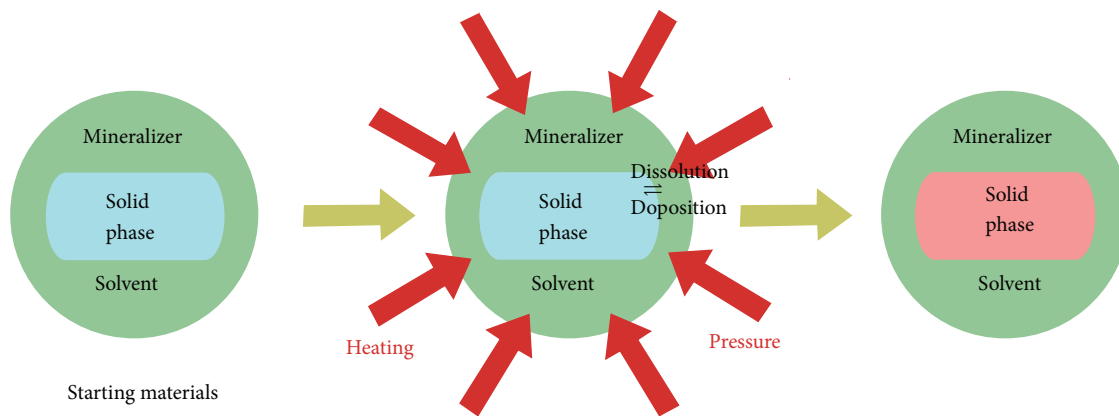 Mineralizer
Solid
phase
Solvent
Starting materials
Mineralizer
Dissolution
⇌
Doposition
Solid
phase
Solvent
Heating
Pressure
Mineralizer
Solid
phase
Solvent